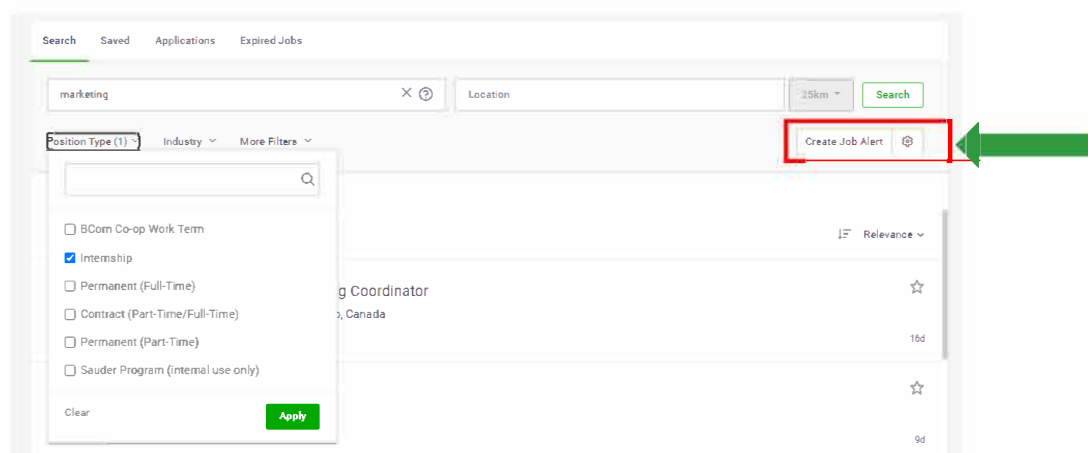 Search Saved Applications Expired Jobs
marketing Location 25km Search
Position Type (1) Industry More Filters Create Job Alert
BCom Co-op Work Term
Relevance
Internship
Permanent (Full-Time)
g Coordinator
Contract (Part-Time/Full-Time)
o, Canada
Permanent (Part-Time)
16d
Sauder Program (internal use only)
Clear Apply
9d